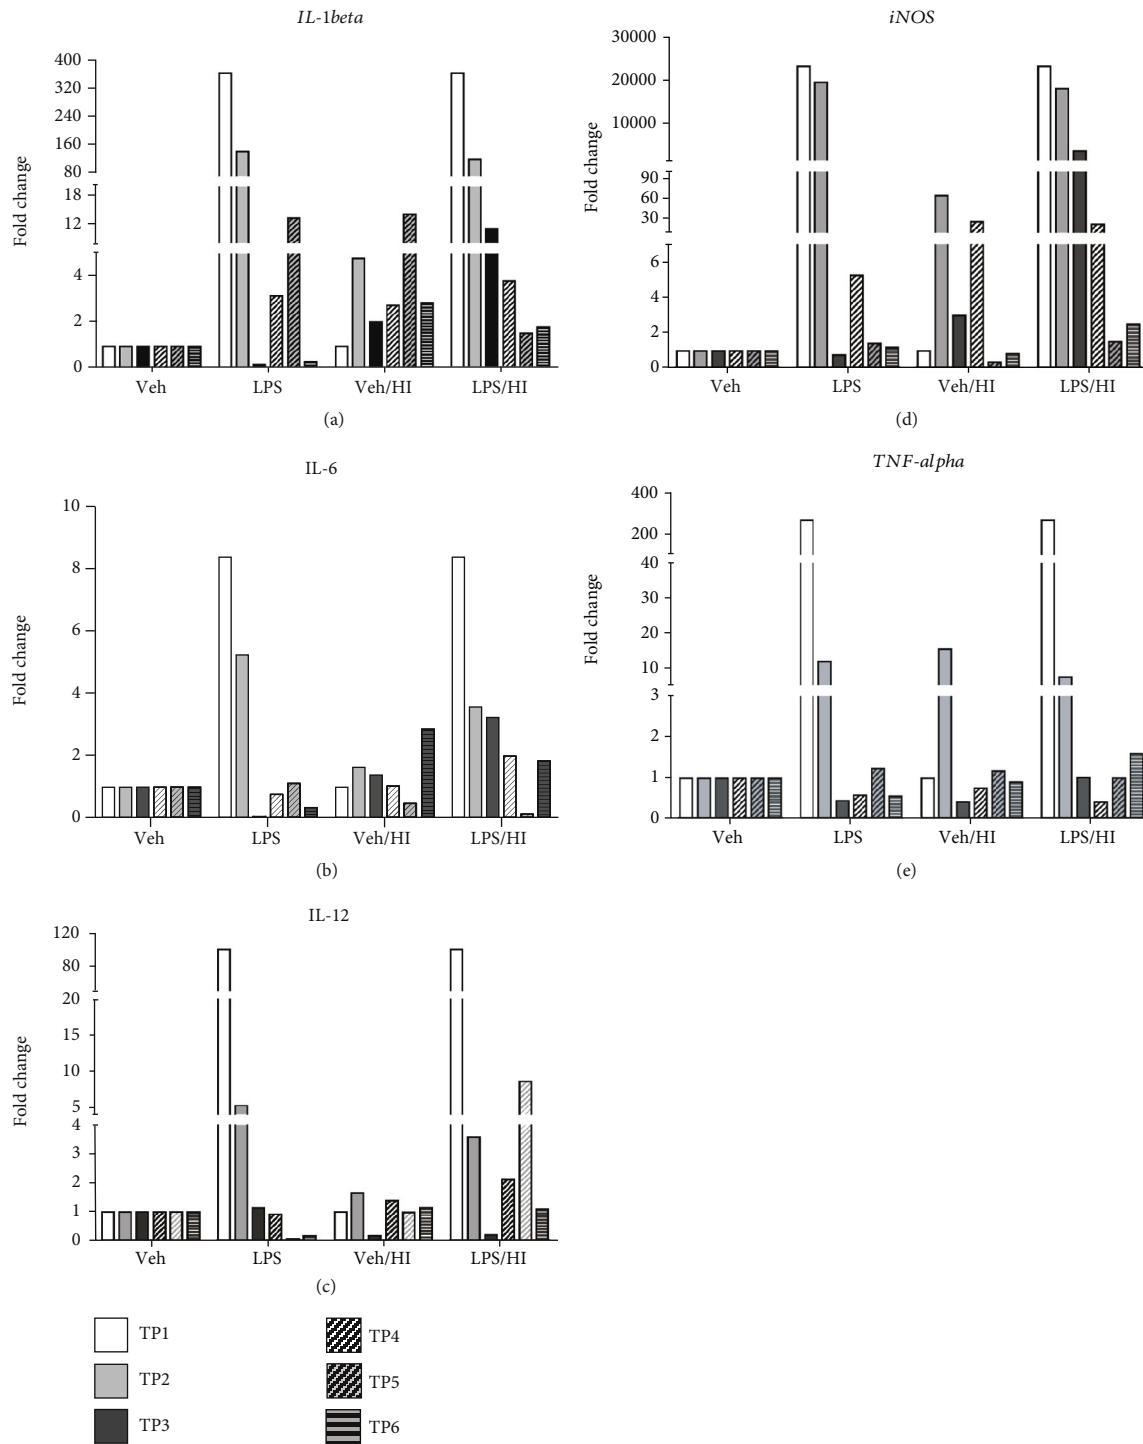 IL-1beta
Fold change
400
320
240
160
80
18
12
4
2
0
Veh LPS Veh/HI LPS/HI
(a)
iNOS
Fold change
30000
20000
10000
90
60
30
6
4
2
0
Veh LPS Veh/HI LPS/HI
(d)
IL-6
Fold change
10
8
6
4
2
0
Veh LPS Veh/HI LPS/HI
(b)
TNF-alpha
Fold change
400
200
40
30
20
10
3
2
1
0
Veh LPS Veh/HI LPS/HI
(e)
IL-12
Fold change
120
80
20
15
10
5
4
3
2
1
0
Veh LPS Veh/HI LPS/HI
(c)
TP1 TP4
TP2 TP5
TP3 TP6